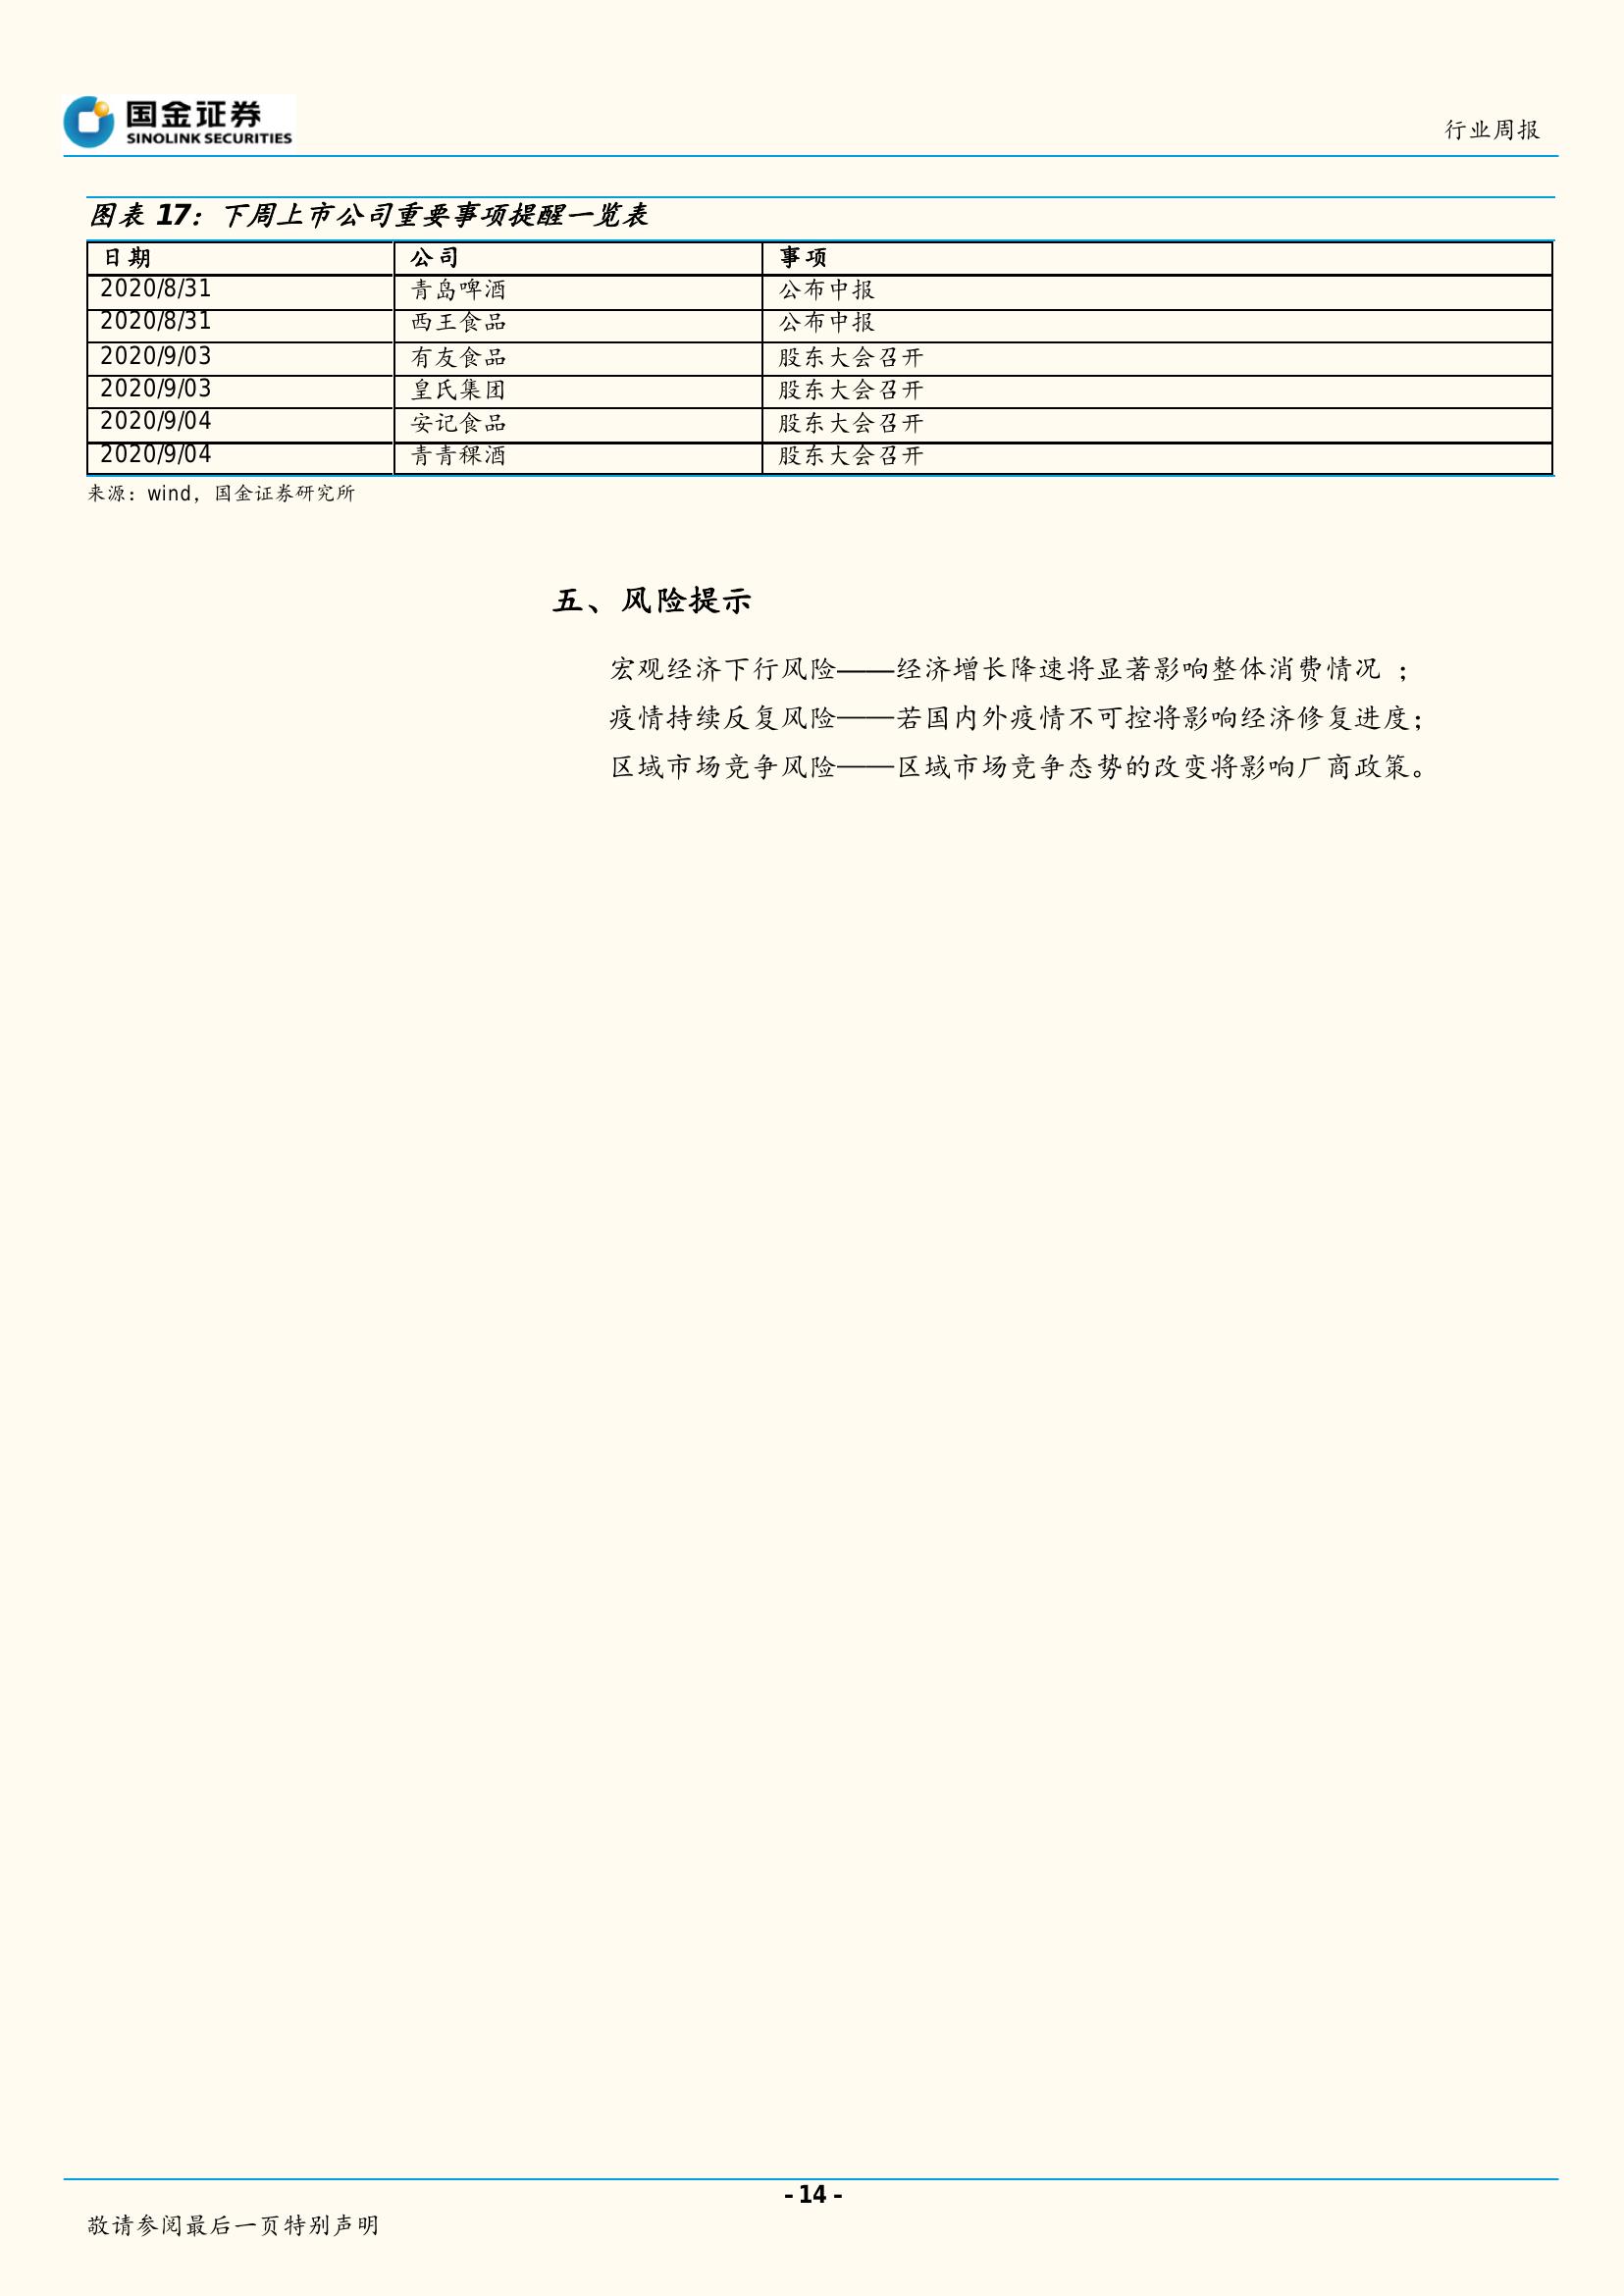 国金证券
SINOLINK SECURITIES
行业周报
图表 17：下周上市公司重要事项提醒一览表
日期 公司 事项
2020/8/31 青岛啤酒 公布中报
2020/8/31 西王食品 公布中报
2020/9/03 有友食品 股东大会召开
2020/9/03 皇氏集团 股东大会召开
2020/9/04 安记食品 股东大会召开
2020/9/04 青青稞酒 股东大会召开
来源：wind，国金证券研究所
五、风险提示
宏观经济下行风险——经济增长降速将显著影响整体消费情况 ；
疫情持续反复风险——若国内外疫情不可控将影响经济修复进度；
区域市场竞争风险——区域市场竞争态势的改变将影响厂商政策。
- 14 -
敬请参阅最后一页特别声明